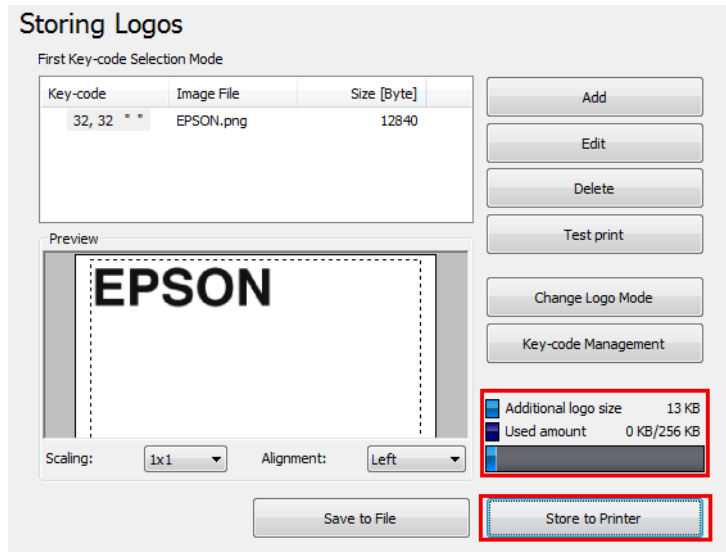 Storing Logos
First Key-code Selection Mode
Key-code Image File Size [Byte]
32, 32 " " EPSON.png 12840
Add
Edit
Delete
Test print
Preview
EPSON
Change Logo Mode
Key-code Management
Additional logo size 13 KB
Used amount 0 KB/256 KB
Scaling: 1x1 Alignment: Left
Save to File Store to Printer